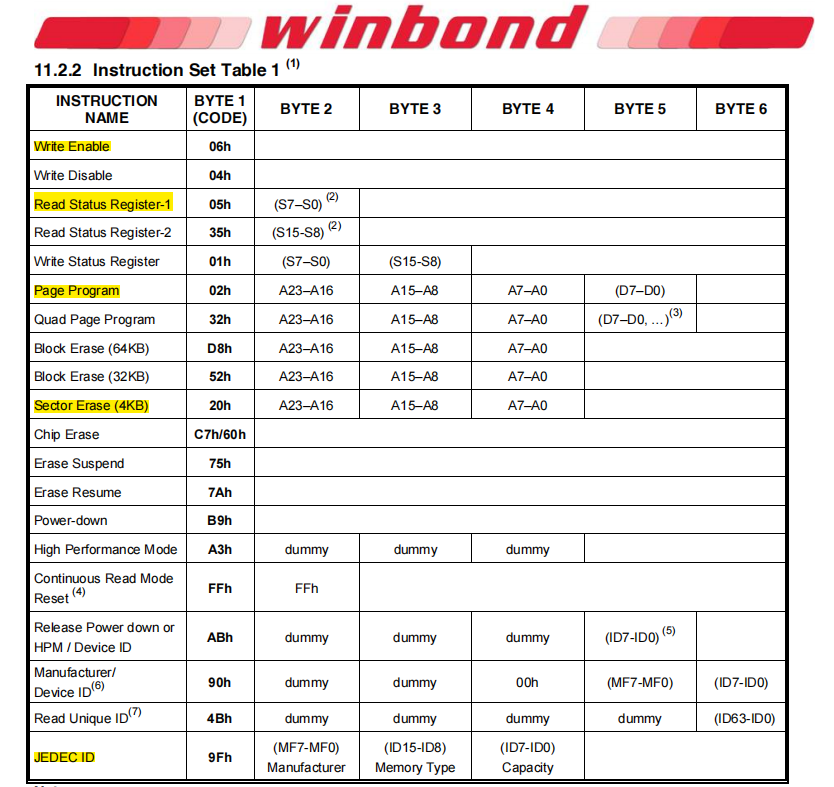 winbond
11.2.2 Instruction Set Table 1 (1)
INSTRUCTION NAME BYTE 1 (CODE) BYTE 2 BYTE 3 BYTE 4 BYTE 5 BYTE 6
Write Enable 06h
Write Disable 04h
Read Status Register-1 05h (S7–S0) (2)
Read Status Register-2 35h (S15-S8) (2)
Write Status Register 01h (S7–S0) (S15-S8)
Page Program 02h A23–A16 A15–A8 A7–A0 (D7–D0)
Quad Page Program 32h A23–A16 A15–A8 A7–A0 (D7–D0, …)(3)
Block Erase (64KB) D8h A23–A16 A15–A8 A7–A0
Block Erase (32KB) 52h A23–A16 A15–A8 A7–A0
Sector Erase (4KB) 20h A23–A16 A15–A8 A7–A0
Chip Erase C7h/60h
Erase Suspend 75h
Erase Resume 7Ah
Power-down B9h
High Performance Mode A3h dummy dummy dummy
Continuous Read Mode Reset (4) FFh FFh
Release Power down or HPM / Device ID ABh dummy dummy dummy (ID7-ID0) (5)
Manufacturer/ Device ID(6) 90h dummy dummy 00h (MF7-MF0) (ID7-ID0)
Read Unique ID(7) 4Bh dummy dummy dummy dummy (ID63-ID0)
JEDEC ID 9Fh (MF7-MF0) Manufacturer (ID15-ID8) Memory Type (ID7-ID0) Capacity